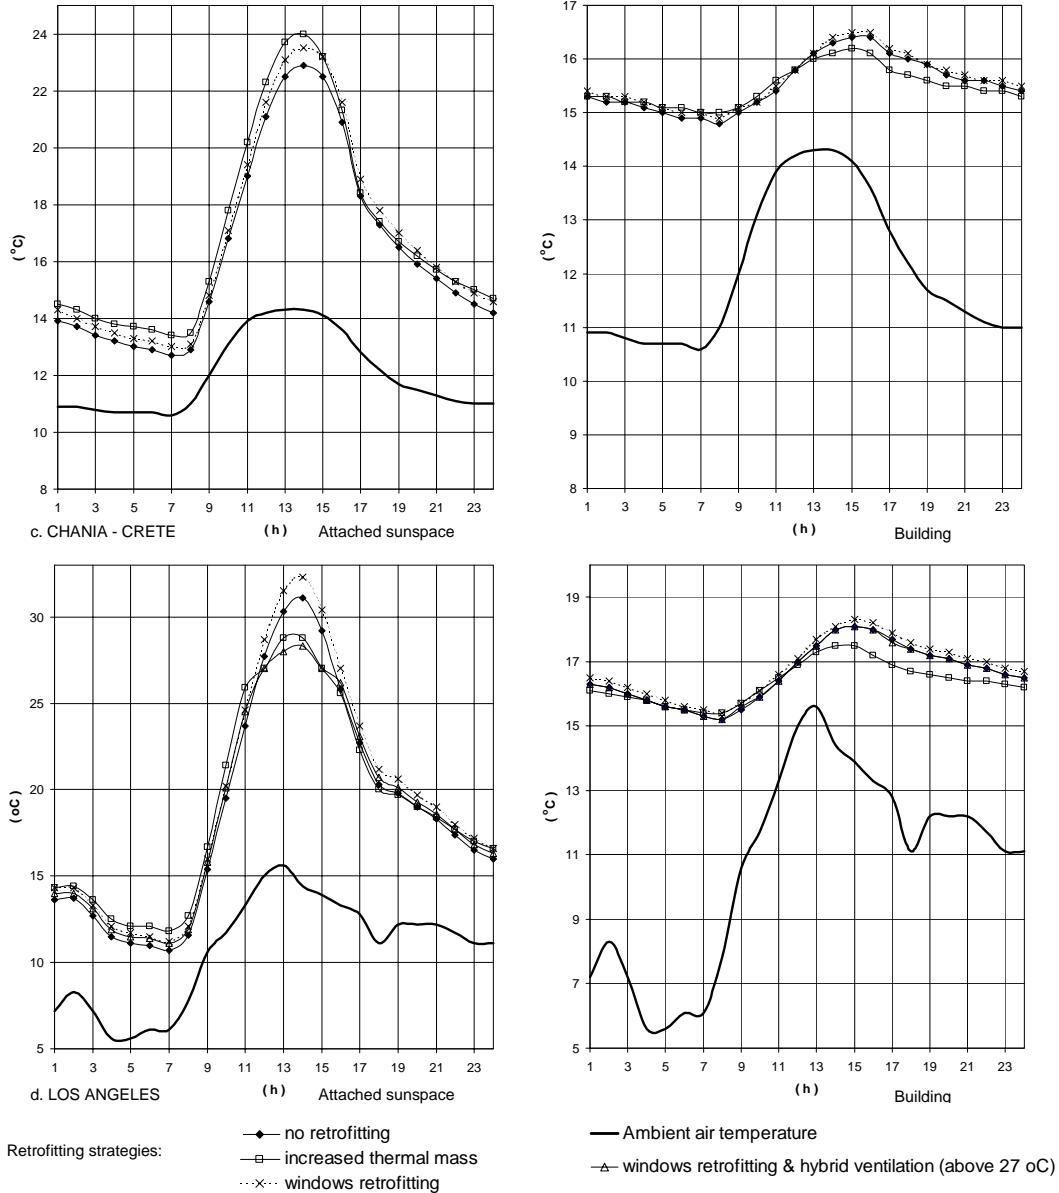 24
22
20
18
16
14
12
10
8
(°C)
1 3 5 7 9 11 13 15 17 19 21 23
(h)
c. CHANIA - CRETE
Attached sunspace
17
16
15
14
13
12
11
10
9
8
(°C)
1 3 5 7 9 11 13 15 17 19 21 23
(h)
Building
30
25
20
15
10
5
(oC)
1 3 5 7 9 11 13 15 17 19 21 23
(h)
d. LOS ANGELES
Attached sunspace
19
17
15
13
11
9
7
5
(°C)
1 3 5 7 9 11 13 15 17 19 21 23
(h)
Building
Retrofitting strategies:
no retrofitting
increased thermal mass
windows retrofitting
Ambient air temperature
windows retrofitting & hybrid ventilation (above 27 oC)